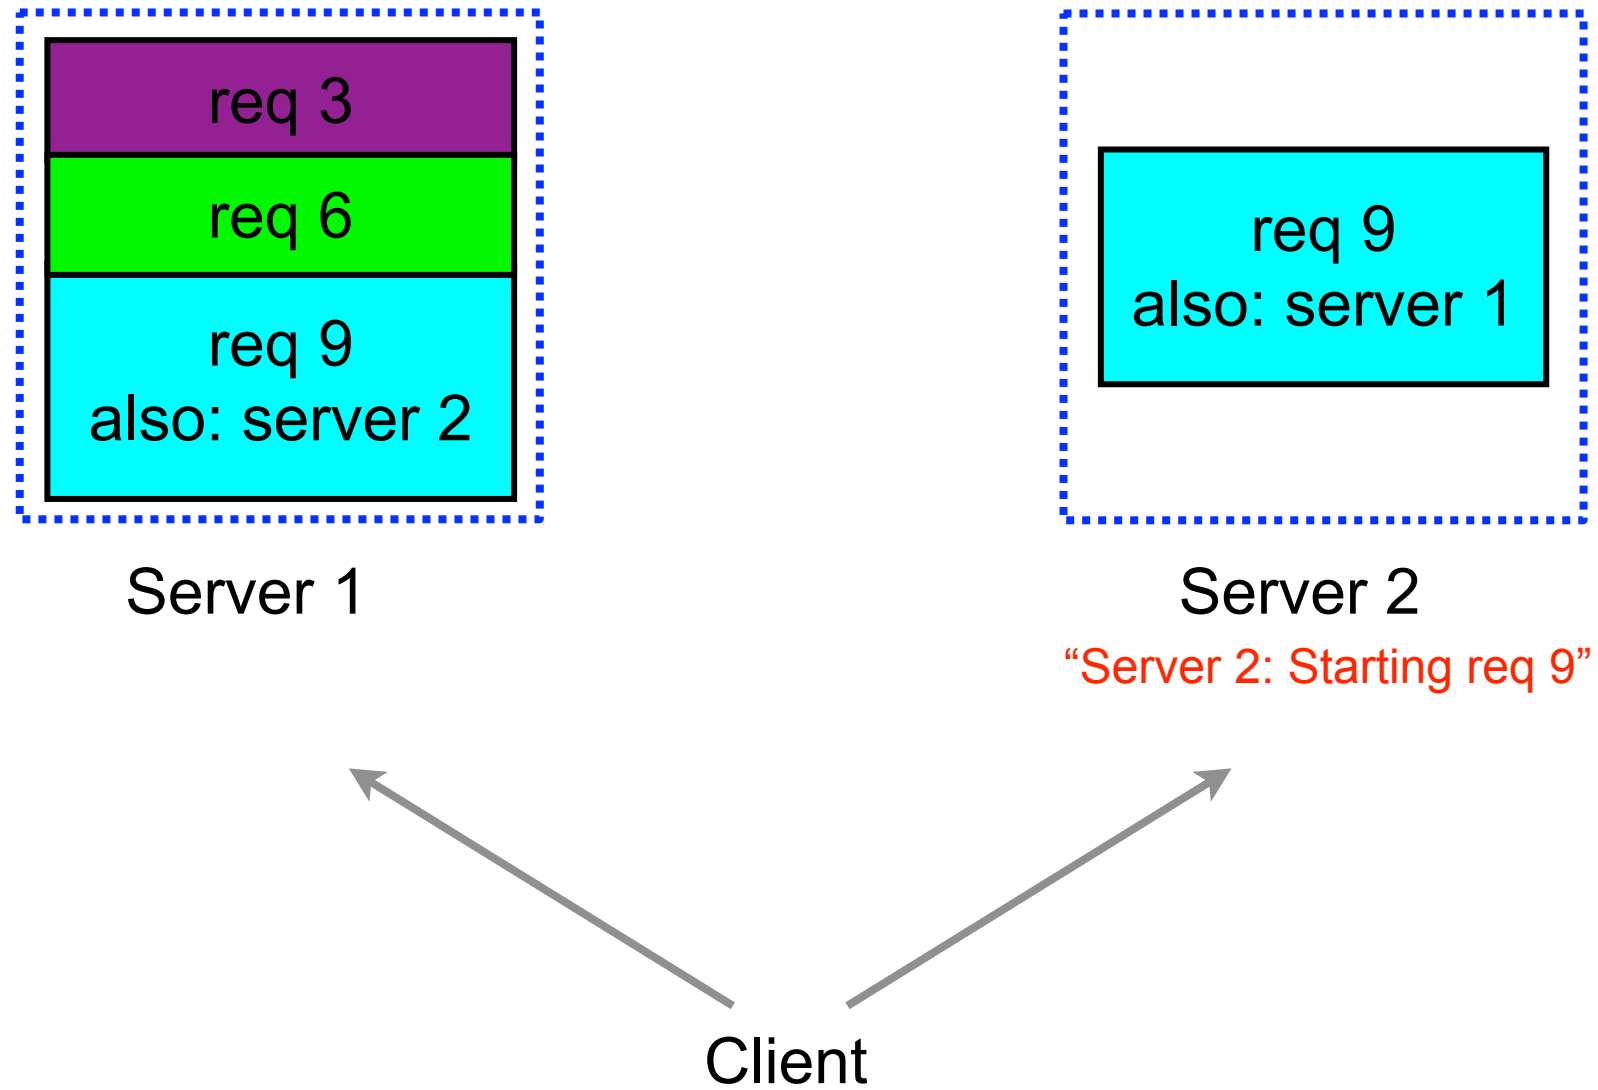 req 3
req 6
req 9
also: server 2
Server 1
req 9
also: server 1
Server 2
“Server 2: Starting req 9”
Client